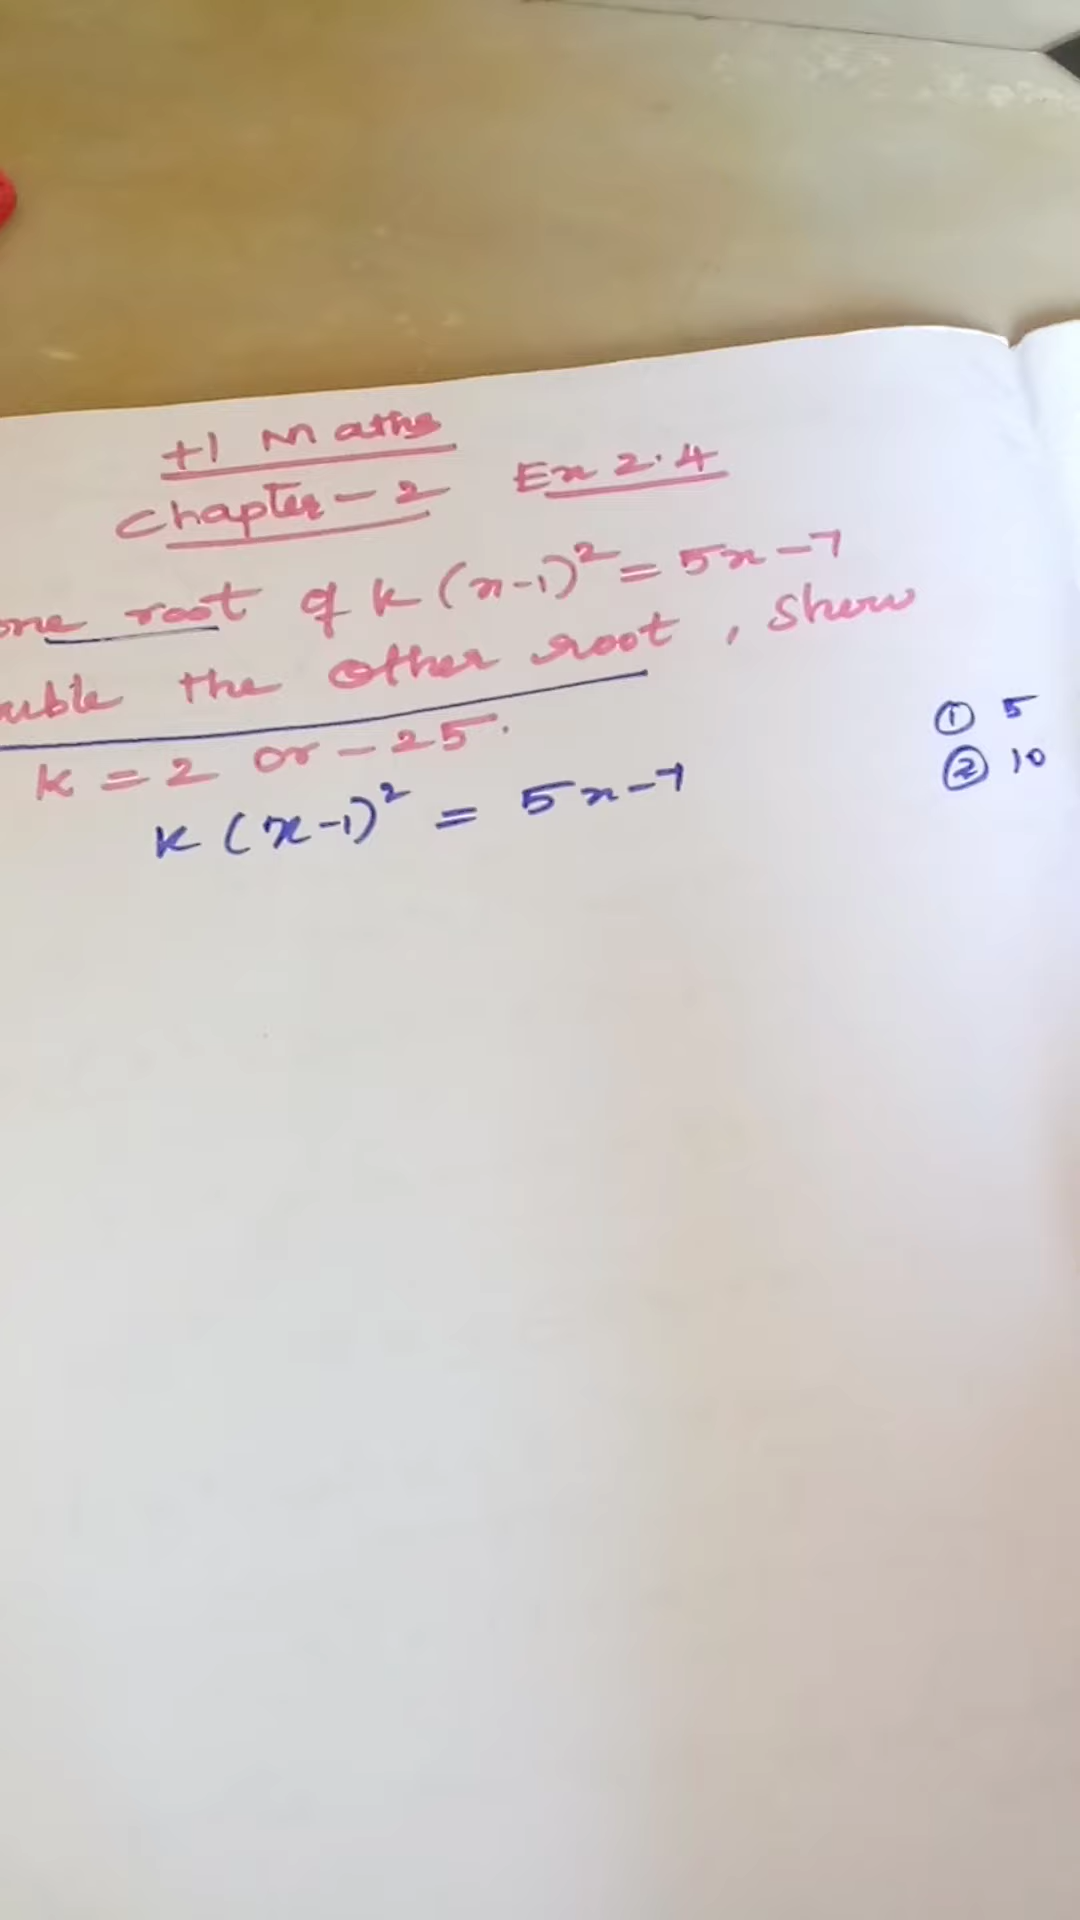 +1 Maths
Chapter - 2 Ex 2.4
one root of k(x-1)² = 5x-7
the other root, show
k = 2 or -25.
k(x-1)² = 5x-7
① 5
② 10